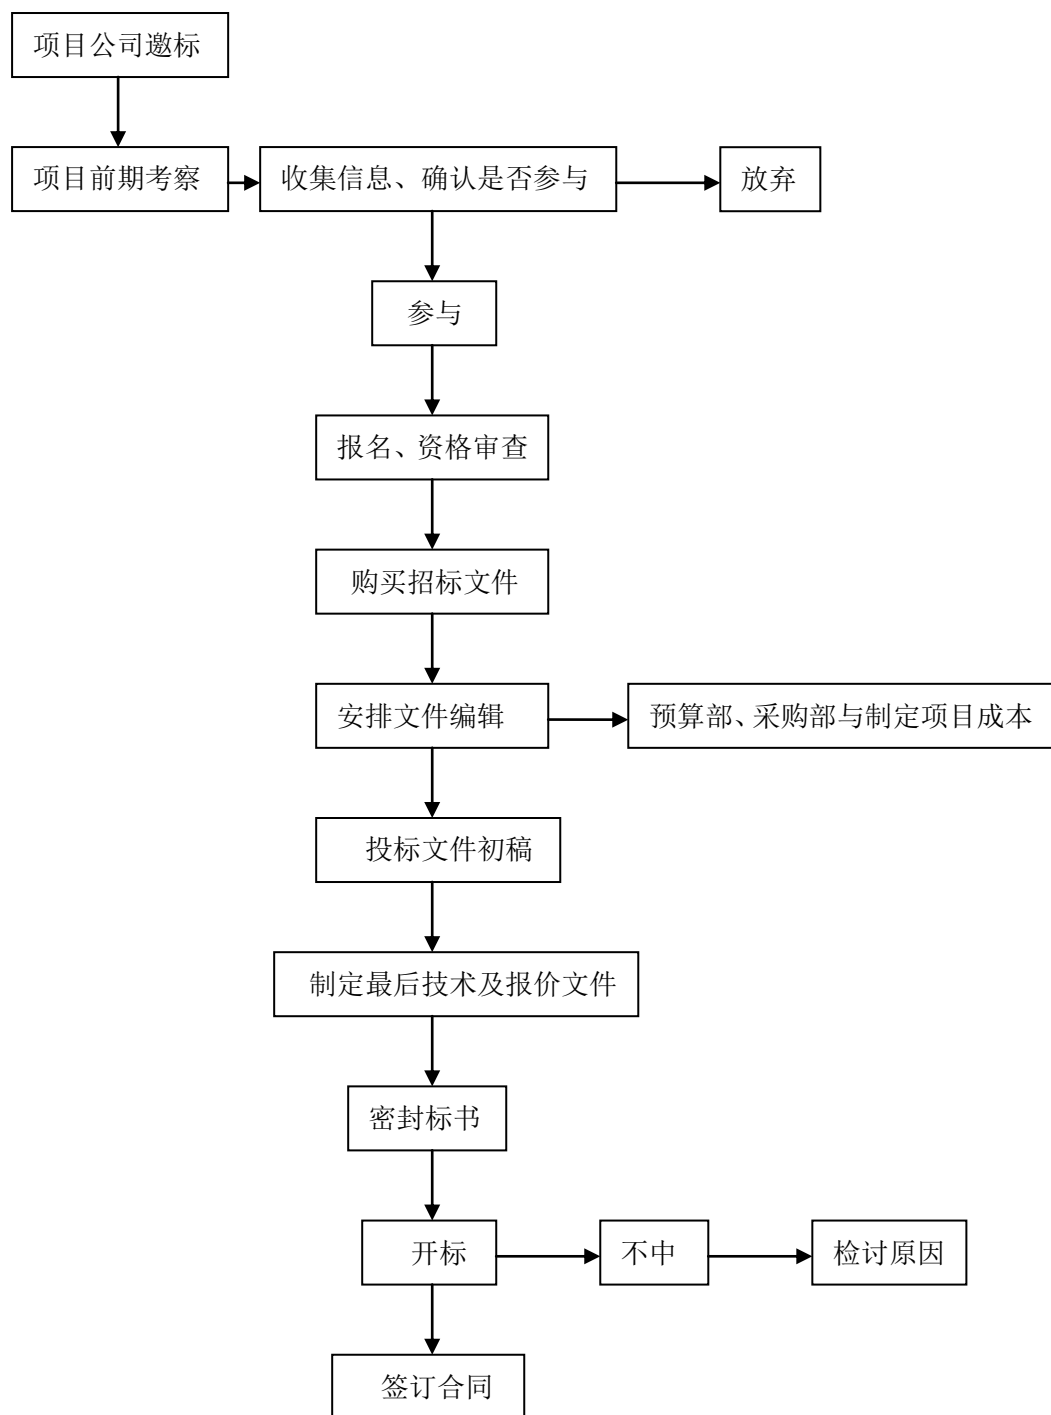 项目公司邀标
项目前期考察
收集信息、确认是否参与
放弃
参与
报名、资格审查
购买招标文件
安排文件编辑
预算部、采购部与制定项目成本
投标文件初稿
制定最后技术及报价文件
密封标书
开标
不中
检讨原因
签订合同